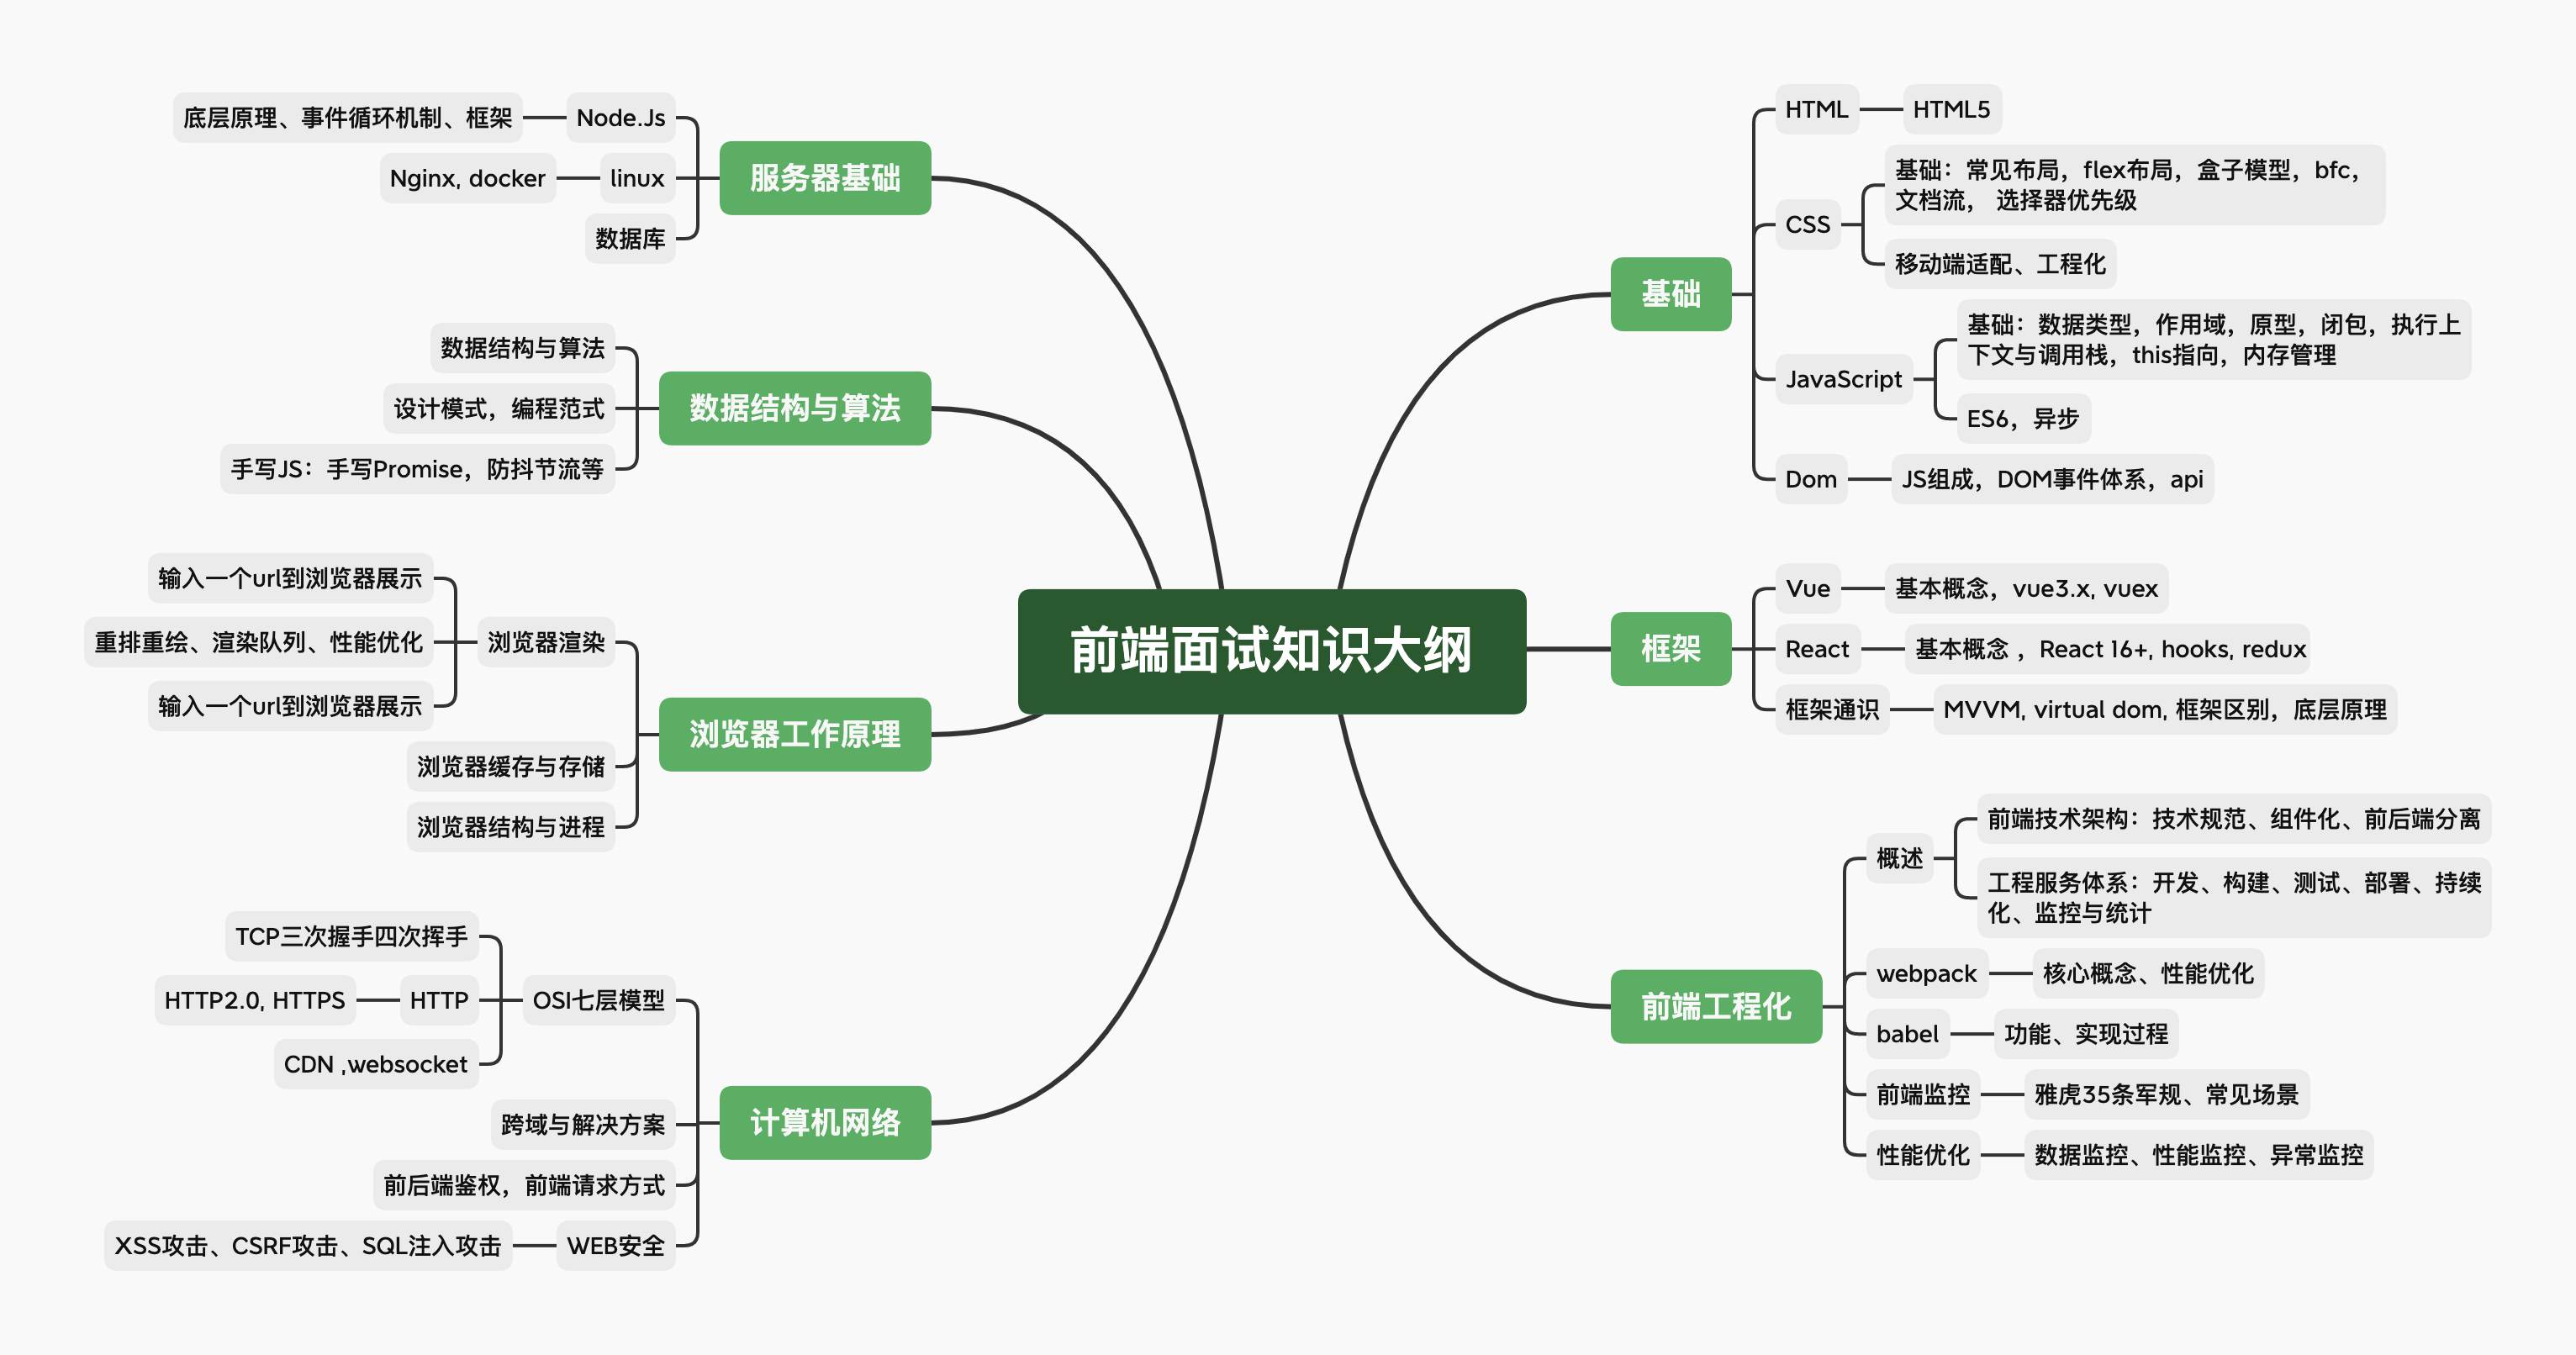 前端面试知识大纲
基础
HTML
HTML5
CSS
基础：常见布局，flex布局，盒子模型，bfc，
文档流， 选择器优先级
移动端适配、工程化
JavaScript
基础：数据类型，作用域，原型，闭包，执行上
下文与调用栈，this指向，内存管理
ES6，异步
Dom
JS组成，DOM事件体系，api
框架
Vue
基本概念，vue3.x, vuex
React
基本概念 ，React 16+, hooks, redux
框架通识
MVVM, virtual dom, 框架区别，底层原理
前端工程化
概述
前端技术架构：技术规范、组件化、前后端分离
工程服务体系：开发、构建、测试、部署、持续
化、监控与统计
webpack
核心概念、性能优化
babel
功能、实现过程
前端监控
雅虎35条军规、常见场景
性能优化
数据监控、性能监控、异常监控
服务器基础
Node.Js
底层原理、事件循环机制、框架
linux
Nginx, docker
数据库
数据结构与算法
数据结构与算法
设计模式，编程范式
手写JS：手写Promise，防抖节流等
浏览器工作原理
浏览器渲染
输入一个url到浏览器展示
重排重绘、渲染队列、性能优化
输入一个url到浏览器展示
浏览器缓存与存储
浏览器结构与进程
计算机网络
OSI七层模型
TCP三次握手四次挥手
HTTP
HTTP2.0, HTTPS
CDN ,websocket
跨域与解决方案
前后端鉴权，前端请求方式
WEB安全
XSS攻击、CSRF攻击、SQL注入攻击